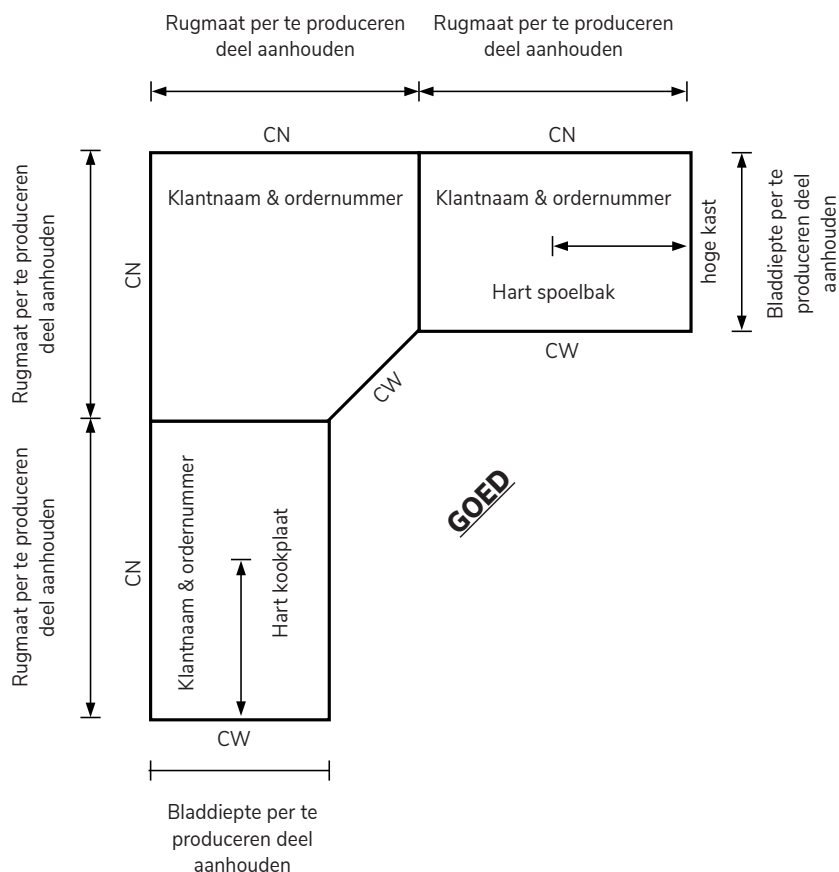 Rugmaat per te produceren
deel aanhouden
Rugmaat per te produceren
deel aanhouden
CN
CN
Klantnaam & ordernummer
Klantnaam & ordernummer
Hart spoelbak
hoge kast
Bladdiepte per te
produceren deel
aanhouden
Rugmaat per te produceren
deel aanhouden
CN
CW
CW
GOED
Rugmaat per te produceren
deel aanhouden
CN
Klantnaam & ordernummer
Hart kookplaat
CW
Bladdiepte per te
produceren deel
aanhouden